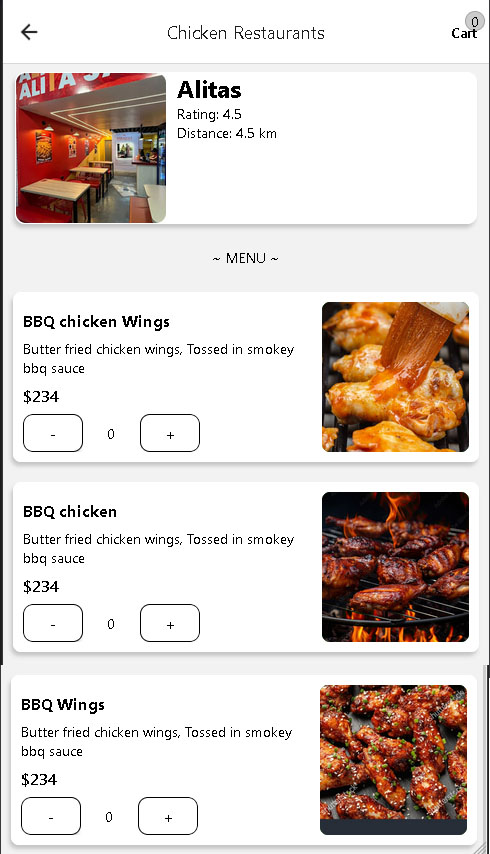 Chicken Restaurants
0
Cart
ALITAS
Alitas
Rating: 4.5
Distance: 4.5 km
~ MENU ~
BBQ chicken Wings
Butter fried chicken wings, Tossed in smokey
bbq sauce
$234
- 0 +
BBQ chicken
Butter fried chicken wings, Tossed in smokey
bbq sauce
$234
- 0 +
BBQ Wings
Butter fried chicken wings, Tossed in smokey
bbq sauce
$234
- 0 +